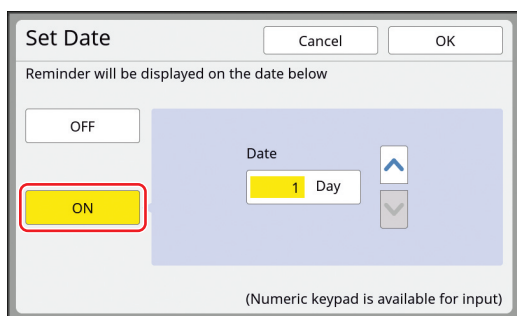 Set Date
Cancel
OK
Reminder will be displayed on the date below
OFF
Date
1 Day
ON
(Numeric keypad is available for input)